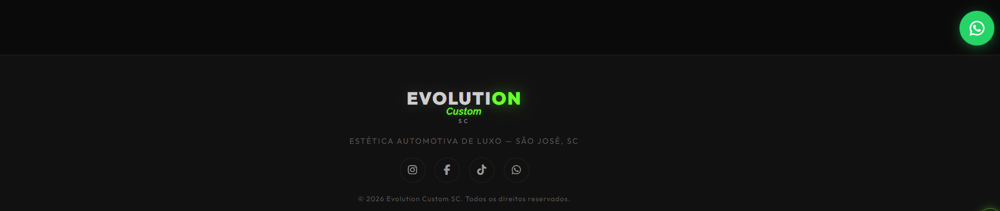 EVOLUTION
Custom
SC
ESTÉTICA AUTOMOTIVA DE LUXO — SÃO JOSÉ, SC
© 2026 Evolution Custom SC. Todos os direitos reservados.